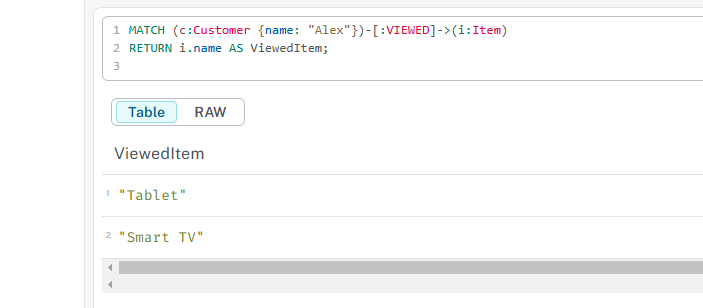 1 MATCH (c:Customer {name: "Alex"})-[:VIEWED]->(i:Item)
2 RETURN i.name AS ViewedItem;
3
Table RAW
ViewedItem
1 "Tablet"
2 "Smart TV"